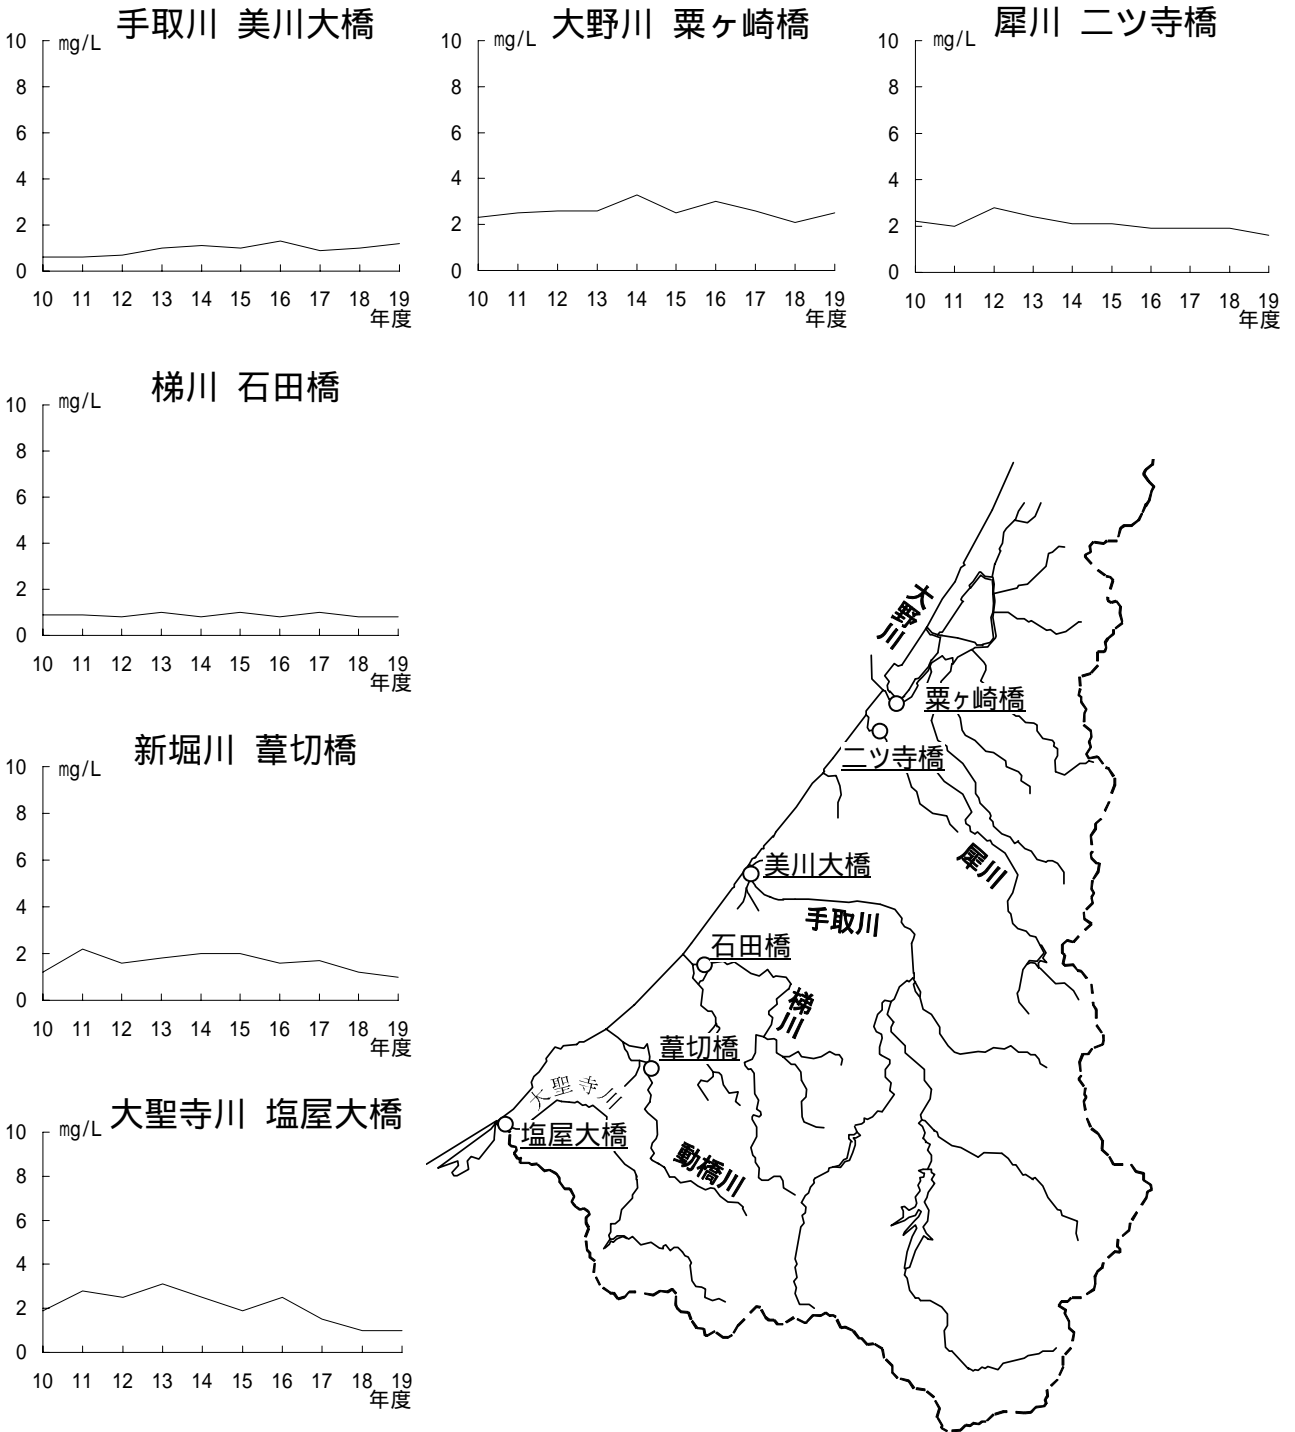 手取川 美川大橋
mg/L
10
8
6
4
2
0
10 11 12 13 14 15 16 17 18 19
年度
大野川 粟ヶ崎橋
mg/L
10
8
6
4
2
0
10 11 12 13 14 15 16 17 18 19
年度
犀川 二ツ寺橋
mg/L
10
8
6
4
2
0
10 11 12 13 14 15 16 17 18 19
年度
梯川 石田橋
mg/L
10
8
6
4
2
0
10 11 12 13 14 15 16 17 18 19
年度
新堀川 葦切橋
mg/L
10
8
6
4
2
0
10 11 12 13 14 15 16 17 18 19
年度
大聖寺川 塩屋大橋
mg/L
10
8
6
4
2
0
10 11 12 13 14 15 16 17 18 19
年度
大野川
粟ヶ崎橋
二ツ寺橋
犀川
美川大橋
手取川
石田橋
梯川
葦切橋
大聖寺川
塩屋大橋
動橋川